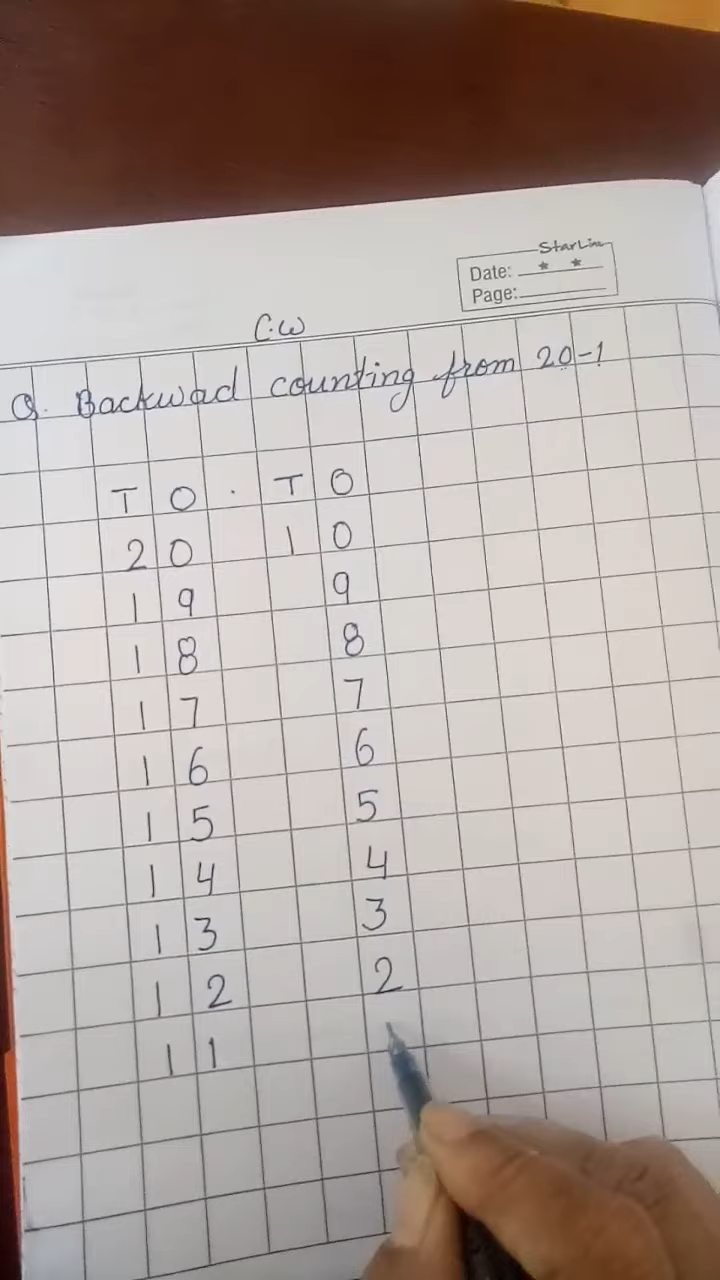 StarLine
Date:
Page:
C.W
Q. Backwad counting from 20-1
T O . T O
2 0 1 0
1 9 9
1 8 8
1 7 7
1 6 6
1 5 5
1 4 4
1 3 3
1 2 2
1 1